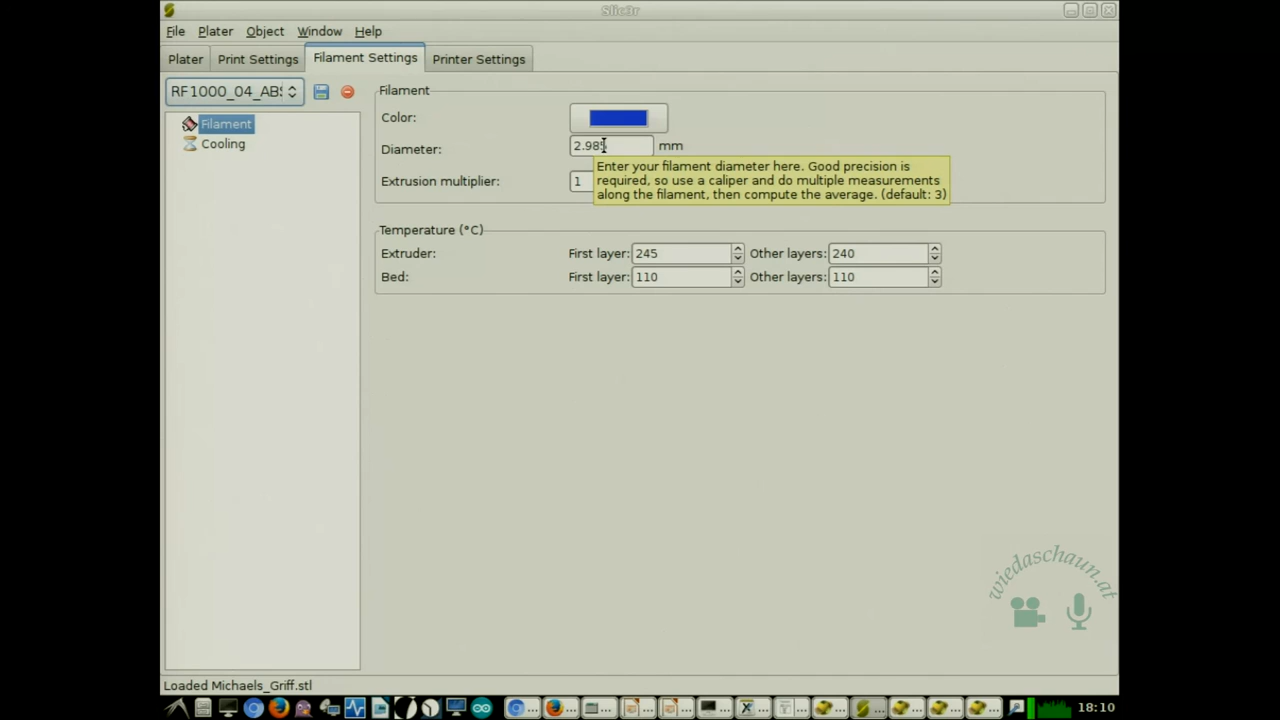 Slic3r
File Plater Object Window Help
Plater Print Settings Filament Settings Printer Settings
RF1000_04_ABS
Filament
Cooling
Filament
Color:
Diameter: 2.985 mm
Enter your filament diameter here. Good precision is
required, so use a caliper and do multiple measurements
along the filament, then compute the average. (default: 3)
Extrusion multiplier: 1
Temperature (°C)
Extruder: First layer: 245 Other layers: 240
Bed: First layer: 110 Other layers: 110
wiedaschaun.at
Loaded Michaels_Griff.stl
18:10